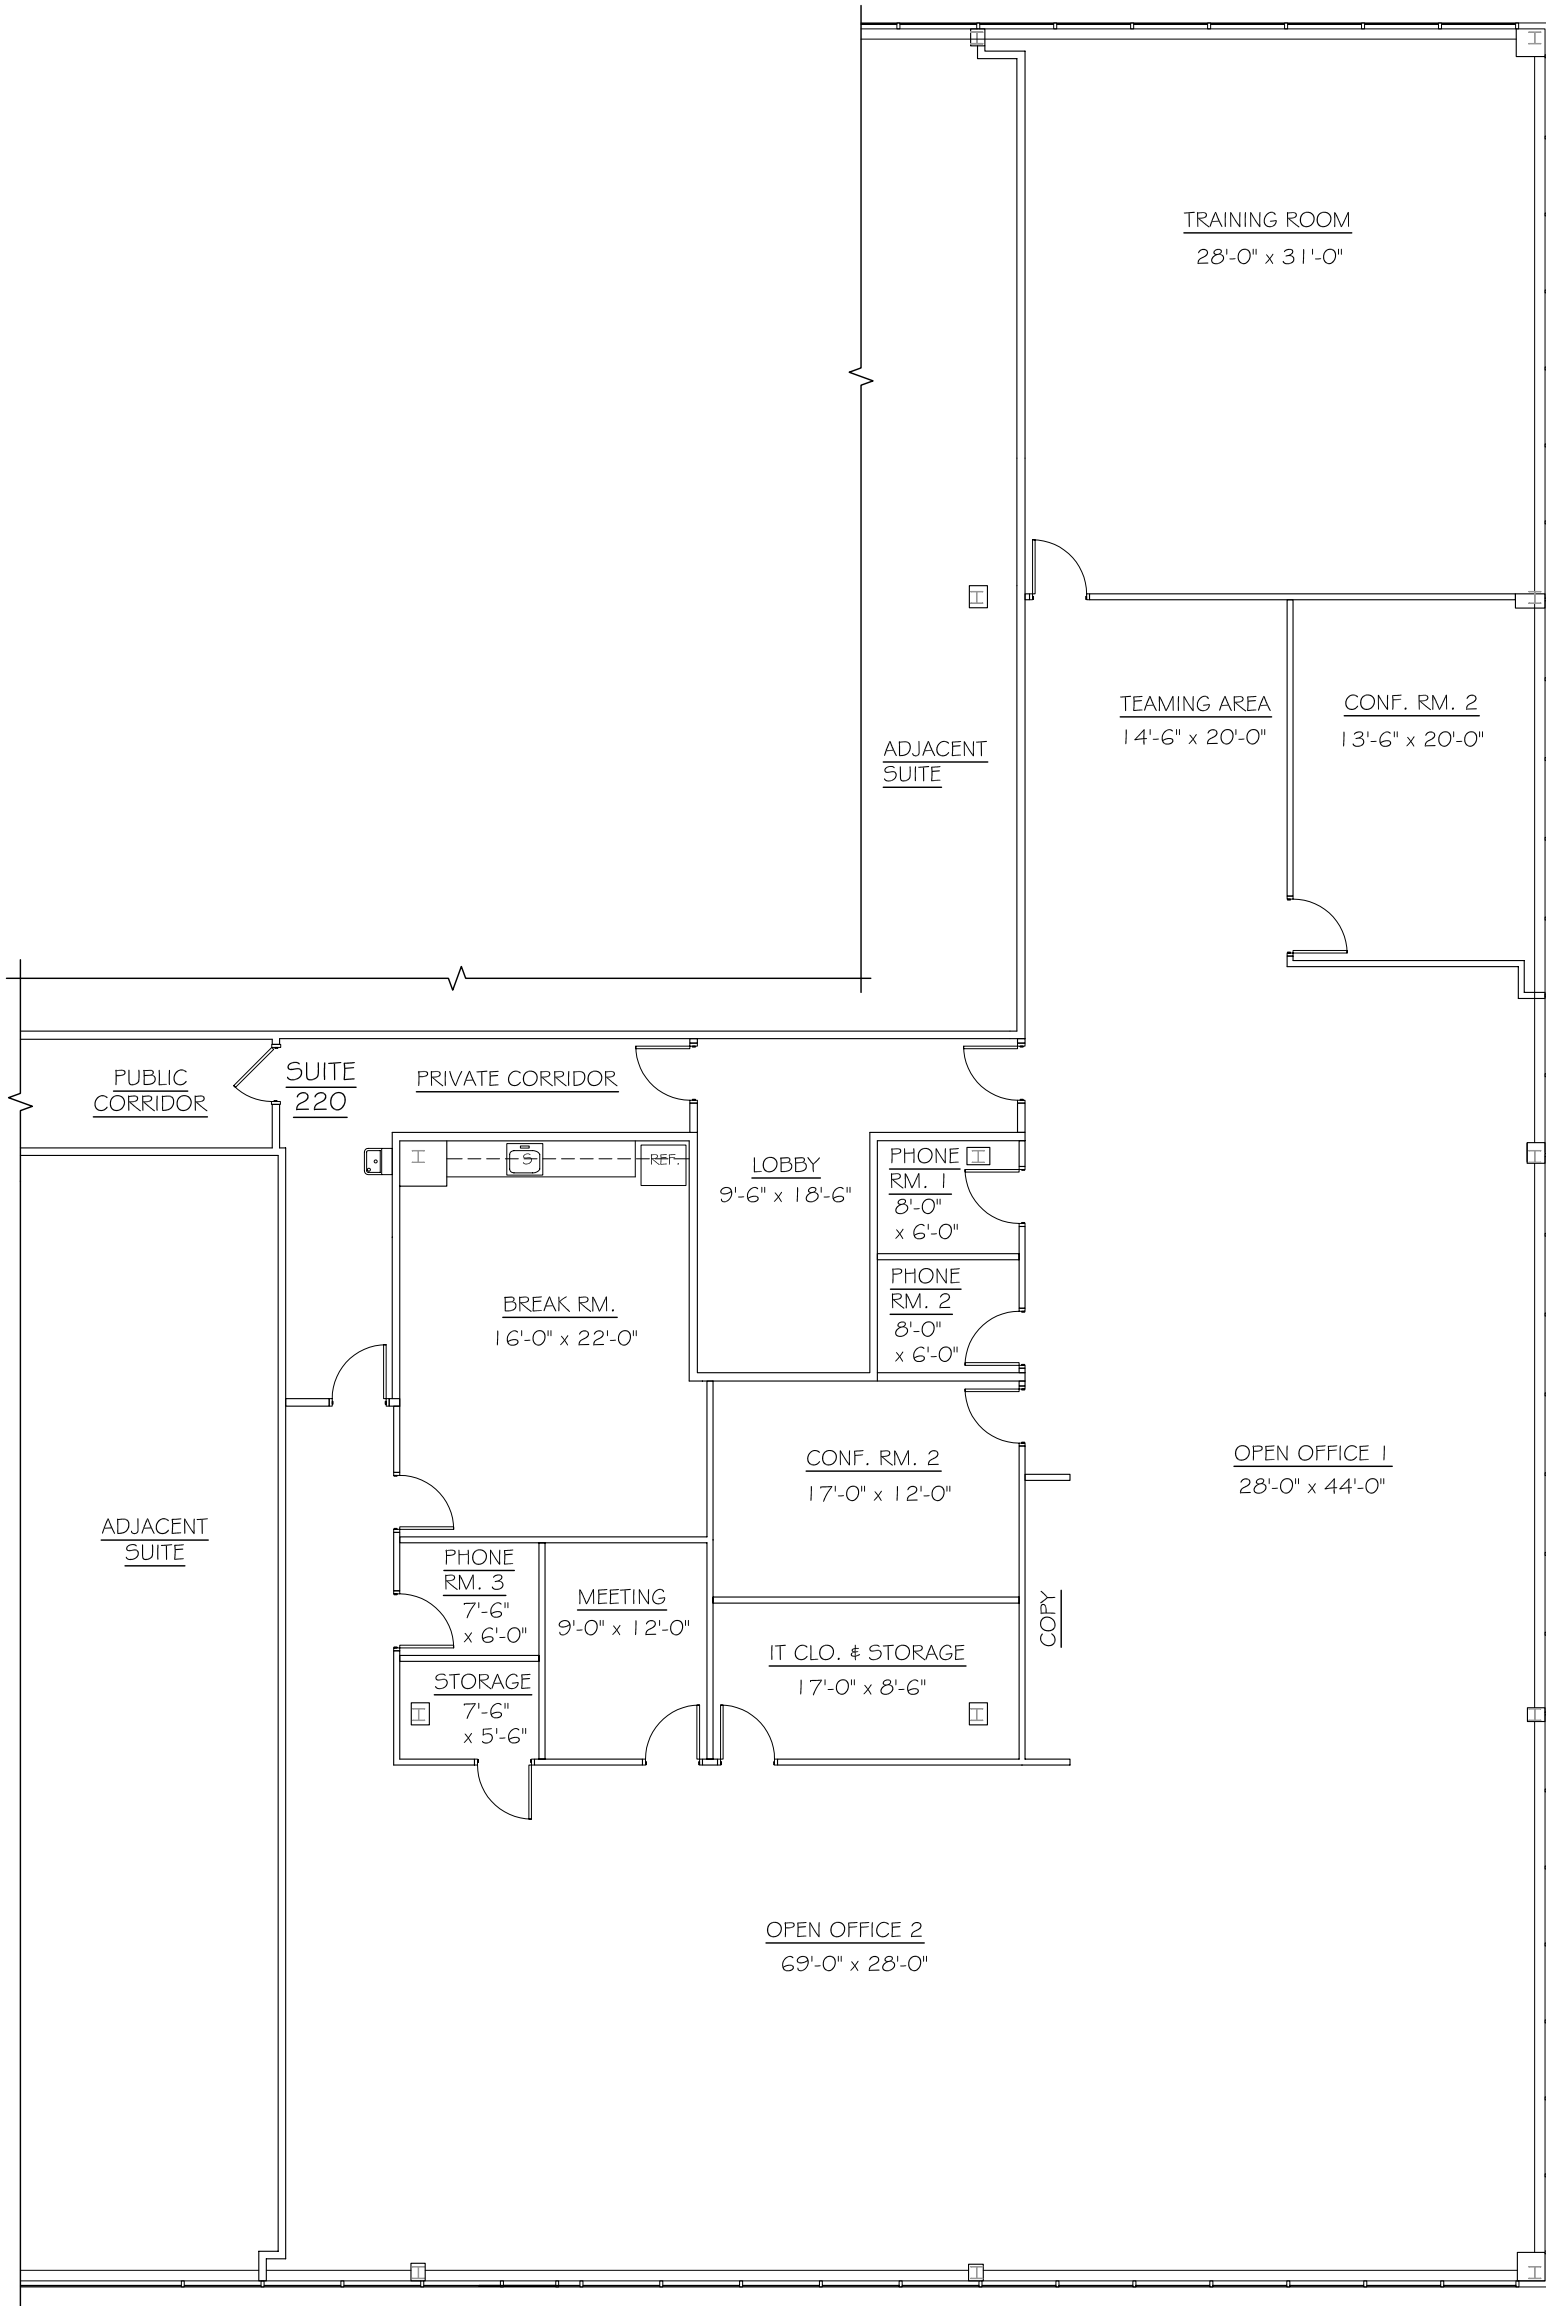 TRAINING ROOM
28'-0" x 31'-0"
TEAMING AREA
14'-6" x 20'-0"
CONF. RM. 2
13'-6" x 20'-0"
ADJACENT
SUITE
PUBLIC
CORRIDOR
SUITE
220
PRIVATE CORRIDOR
S
REF.
LOBBY
9'-6" x 18'-6"
PHONE
RM. 1
8'-0"
x 6'-0"
PHONE
RM. 2
8'-0"
x 6'-0"
BREAK RM.
16'-0" x 22'-0"
OPEN OFFICE 1
28'-0" x 44'-0"
CONF. RM. 2
17'-0" x 12'-0"
ADJACENT
SUITE
PHONE
RM. 3
7'-6"
x 6'-0"
MEETING
9'-0" x 12'-0"
COPY
IT CLO. & STORAGE
17'-0" x 8'-6"
STORAGE
7'-6"
x 5'-6"
OPEN OFFICE 2
69'-0" x 28'-0"